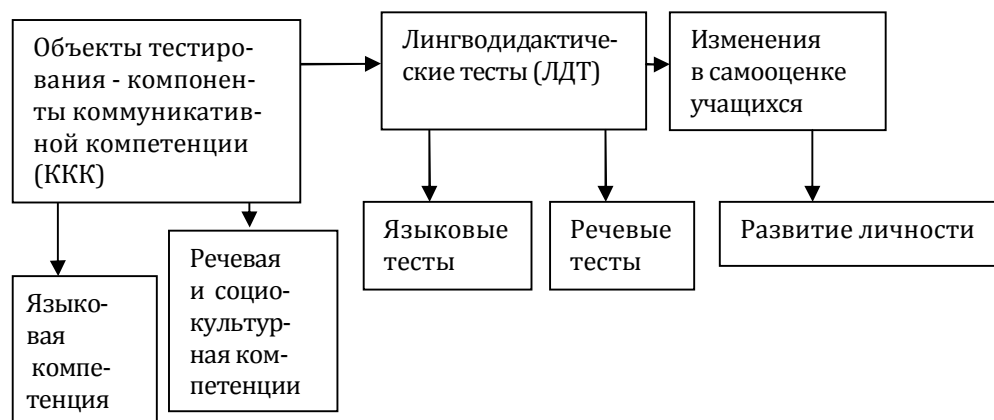 Объекты тестиро-
вания - компонен-
ты коммуникатив-
ной компетенции
(ККК)
Лингводидактиче-
ские тесты (ЛДТ)
Изменения
в самооценке
учащихся
Языко-
вая
компе-
тенция
Речевая
и социо-
культур-
ная ком-
петенции
Языковые
тесты
Речевые
тесты
Развитие личности